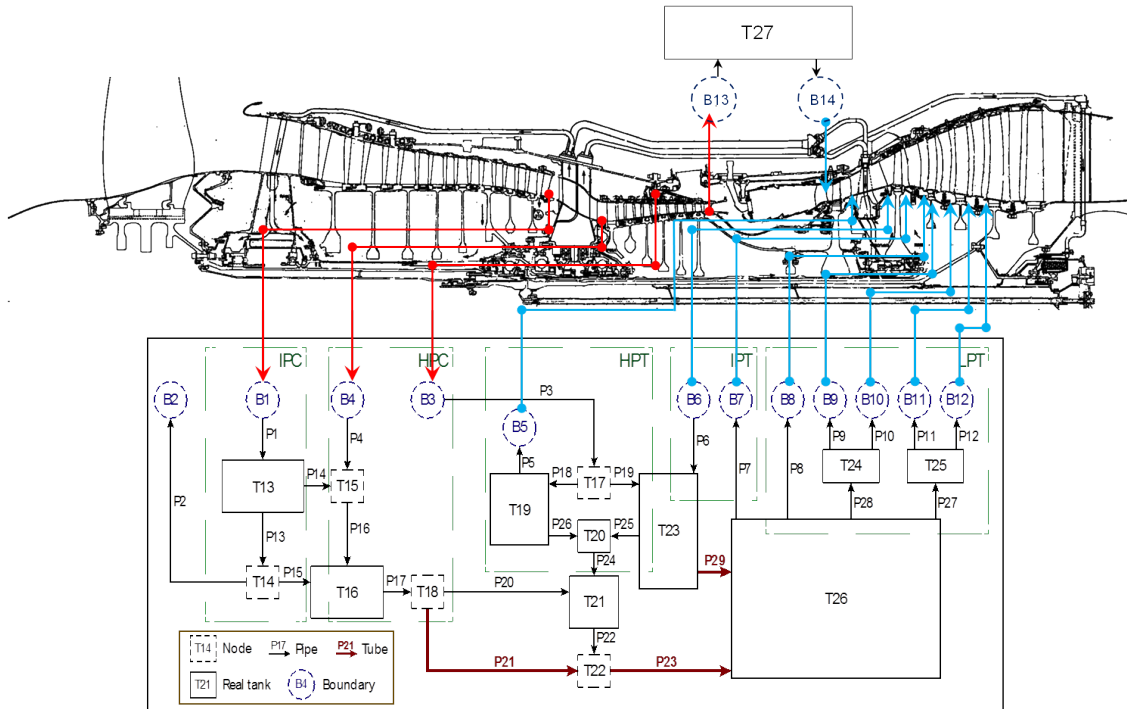 T27
B13 B14
IPC HPC HPT IPT LPT
B2 B1 B4 B3 B5 B6 B7 B8 B9 B10 B11 B12
P3
P1 P4 P6 P9 P10 P11 P12
P5 P18 P19
P14 P7 P8
P2 T13 T15 T17 T24 T25
T19 T23
P16 P26 P25 P28 P27
T20
P13 P24
P29
T14 P15 T16 P17 T18 P20 T21 T26
P22
P21 T22 P23
T14 Node P17 Pipe P21 Tube
T21 Real tank B4 Boundary